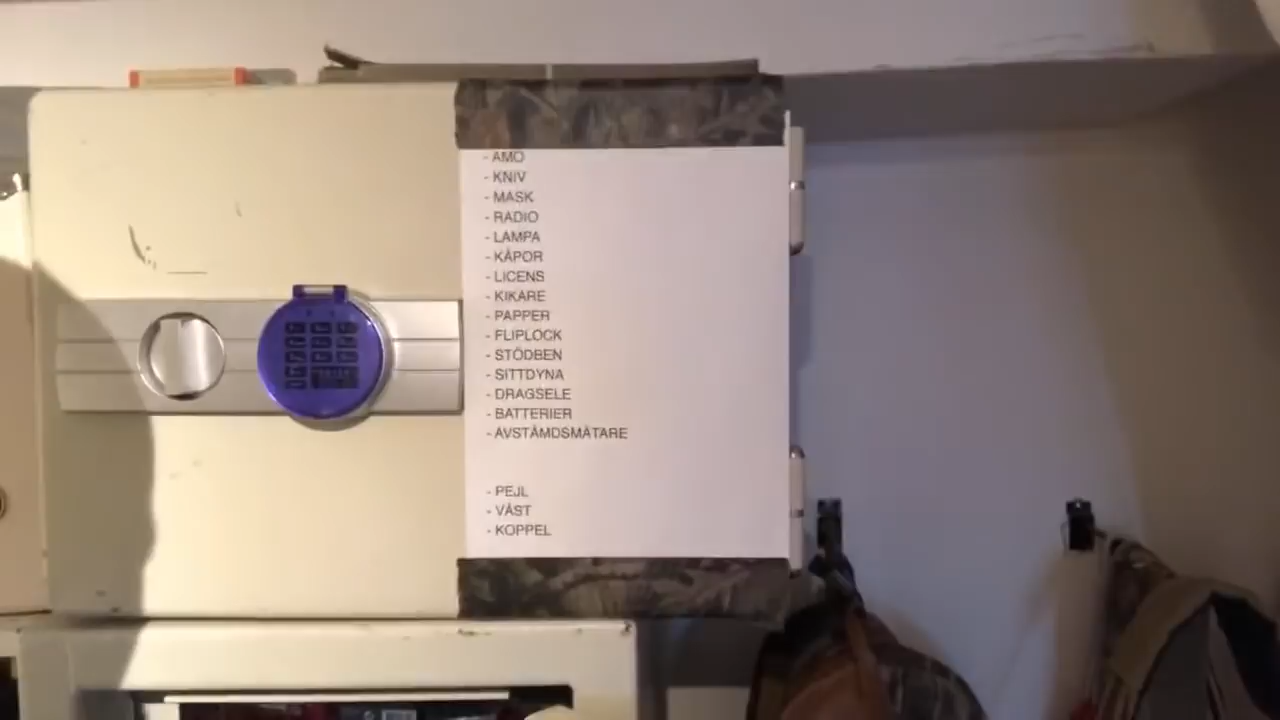 - AMO
- KNIV
- MASK
- RADIO
- LAMPA
- KÅPOR
- LICENS
- KIKARE
- PAPPER
- FLIPLOCK
- STÖDBEN
- SITTDYNA
- DRAGSELE
- BATTERIER
- AVSTÅMDSMÄTARE
- PEJL
- VÄST
- KOPPEL